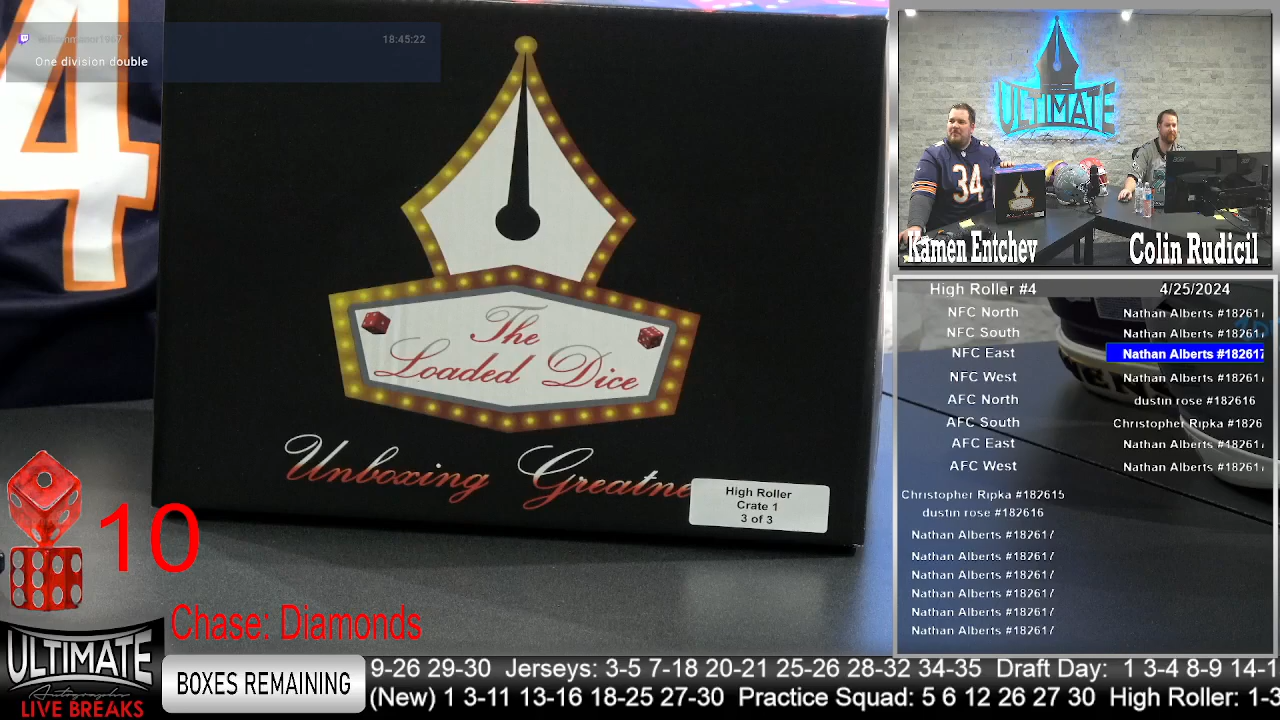 18:45:22
One division double
4
The
Loaded Dice
Unboxing Greatne
High Roller
Crate 1
3 of 3
10
Chase: Diamonds
ULTIMATE
Autographs
LIVE BREAKS
BOXES REMAINING
9-26 29-30 Jerseys: 3-5 7-18 20-21 25-26 28-32 34-35 Draft Day: 1 3-4 8-9 14-1
(New) 1 3-11 13-16 18-25 27-30 Practice Squad: 5 6 12 26 27 30 High Roller: 1-3
ULTIMATE
34
Kamen Entchev
Colin Rudicil
High Roller #4 4/25/2024
NFC North Nathan Alberts #18261
NFC South Nathan Alberts #18261
NFC East Nathan Alberts #182617
NFC West Nathan Alberts #18261
AFC North dustin rose #182616
AFC South Christopher Ripka #1826
AFC East Nathan Alberts #18261
AFC West Nathan Alberts #18261
Christopher Ripka #182615
dustin rose #182616
Nathan Alberts #182617
Nathan Alberts #182617
Nathan Alberts #182617
Nathan Alberts #182617
Nathan Alberts #182617
Nathan Alberts #182617